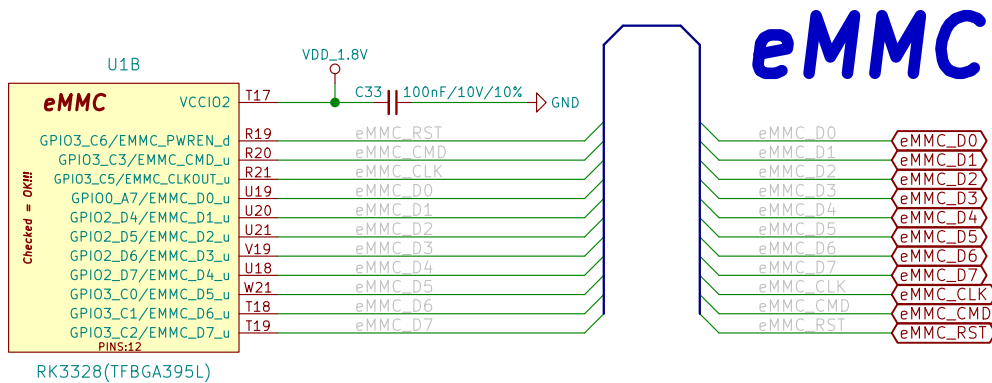 eMMC
U1B
VDD_1.8V
eMMC
VCCIO2 T17
C33 100nF/10V/10%
GND
GPIO3_C6/EMMC_PWREN_d R19 eMMC_RST
GPIO3_C3/EMMC_CMD_u R20 eMMC_CMD
GPIO3_C5/EMMC_CLKOUT_u R21 eMMC_CLK
GPIO0_A7/EMMC_D0_u U19 eMMC_D0
GPIO2_D4/EMMC_D1_u U20 eMMC_D1
GPIO2_D5/EMMC_D2_u U21 eMMC_D2
GPIO2_D6/EMMC_D3_u V19 eMMC_D3
GPIO2_D7/EMMC_D4_u U18 eMMC_D4
GPIO3_C0/EMMC_D5_u W21 eMMC_D5
GPIO3_C1/EMMC_D6_u T18 eMMC_D6
GPIO3_C2/EMMC_D7_u T19 eMMC_D7
Checked = OK!!!
PINS:12
RK3328(TFBGA395L)
eMMC_D0 eMMC_D0
eMMC_D1 eMMC_D1
eMMC_D2 eMMC_D2
eMMC_D3 eMMC_D3
eMMC_D4 eMMC_D4
eMMC_D5 eMMC_D5
eMMC_D6 eMMC_D6
eMMC_D7 eMMC_D7
eMMC_CLK eMMC_CLK
eMMC_CMD eMMC_CMD
eMMC_RST eMMC_RST